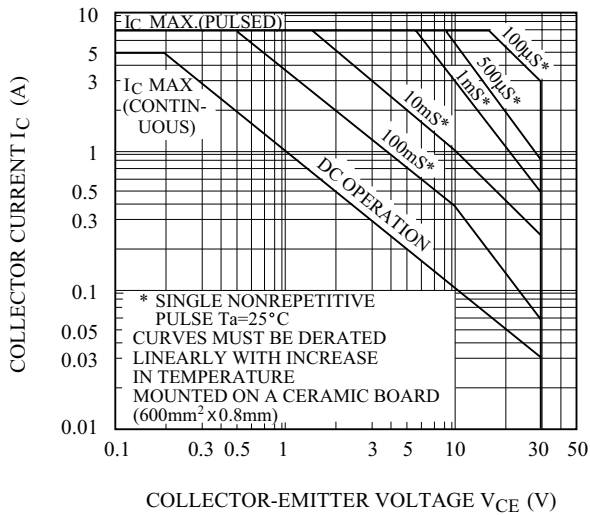 10
5
3
1
0.5
0.3
0.1
0.05
0.03
0.01
COLLECTOR CURRENT IC (A)
IC MAX.(PULSED)
IC MAX
(CONTIN-
UOUS)
100μS*
500μS*
1mS*
10mS*
100mS*
DC OPERATION
* SINGLE NONREPETITIVE
PULSE Ta=25°C
CURVES MUST BE DERATED
LINEARLY WITH INCREASE
IN TEMPERATURE
MOUNTED ON A CERAMIC BOARD
(600mm²x0.8mm)
0.1 0.3 0.5 1 3 5 10 30 50
COLLECTOR-EMITTER VOLTAGE VCE (V)